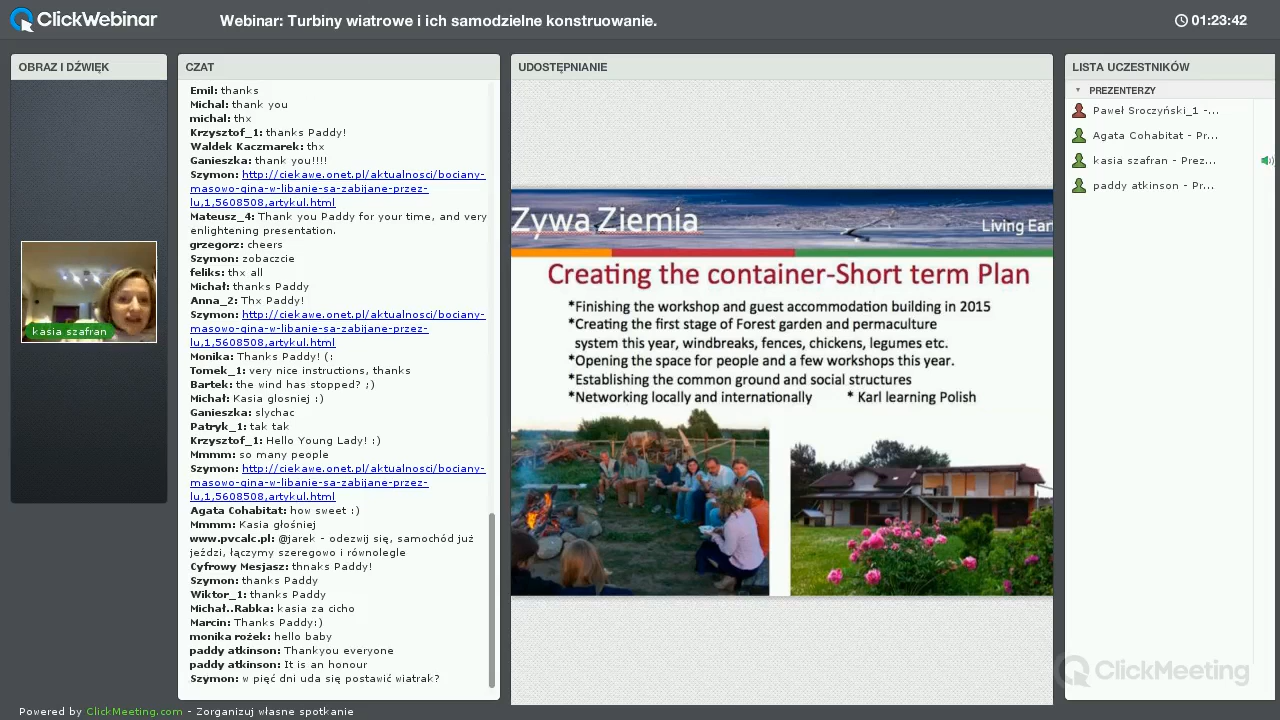 ClickWebinar
Webinar: Turbiny wiatrowe i ich samodzielne konstruowanie.
01:23:42
OBRAZ I DŹWIĘK
kasia szafran
CZAT
Emil: thanks
Michal: thank you
michal: thx
Krzysztof_1: thanks Paddy!
Waldek Kaczmarek: thx
Ganieszka: thank you!!!!
Szymon: http://ciekawe.onet.pl/aktualnosci/bociany-
masowo-gina-w-libanie-sa-zabijane-przez-
lu,1,5608508,artykul.html
Mateusz_4: Thank you Paddy for your time, and very
enlightening presentation.
grzegorz: cheers
Szymon: zobaczcie
feliks: thx all
Michał: thanks Paddy
Anna_2: Thx Paddy!
Szymon: http://ciekawe.onet.pl/aktualnosci/bociany-
masowo-gina-w-libanie-sa-zabijane-przez-
lu,1,5608508,artykul.html
Monika: Thanks Paddy! (:
Tomek_1: very nice instructions, thanks
Bartek: the wind has stopped? ;)
Michał: Kasia glosniej :)
Ganieszka: slychac
Patryk_1: tak tak
Krzysztof_1: Hello Young Lady! :)
Mmmm: so many people
Szymon: http://ciekawe.onet.pl/aktualnosci/bociany-
masowo-gina-w-libanie-sa-zabijane-przez-
lu,1,5608508,artykul.html
Agata Cohabitat: how sweet :)
Mmmm: Kasia głośniej
www.pvcalc.pl: @jarek - odezwij się, samochód już
jeździ, łączymy szeregowo i równolegle
Cyfrowy Mesjasz: thnaks Paddy!
Szymon: thanks Paddy
Wiktor_1: thanks Paddy
Michał..Rabka: kasia za cicho
Marcin: Thanks Paddy:)
monika rożek: hello baby
paddy atkinson: Thankyou everyone
paddy atkinson: It is an honour
Szymon: w pięć dni uda się postawić wiatrak?
UDOSTĘPNIANIE
Zywa Ziemia
Living Eart
Creating the container-Short term Plan
*Finishing the workshop and guest accommodation building in 2015
*Creating the first stage of Forest garden and permaculture
system this year, windbreaks, fences, chickens, legumes etc.
*Opening the space for people and a few workshops this year.
*Establishing the common ground and social structures
*Networking locally and internationally * Karl learning Polish
LISTA UCZESTNIKÓW
PREZENTERZY
Paweł Sroczyński_1 -...
Agata Cohabitat - Pr...
kasia szafran - Prez...
paddy atkinson - Pr...
ClickMeeting
Powered by ClickMeeting.com - Zorganizuj własne spotkanie